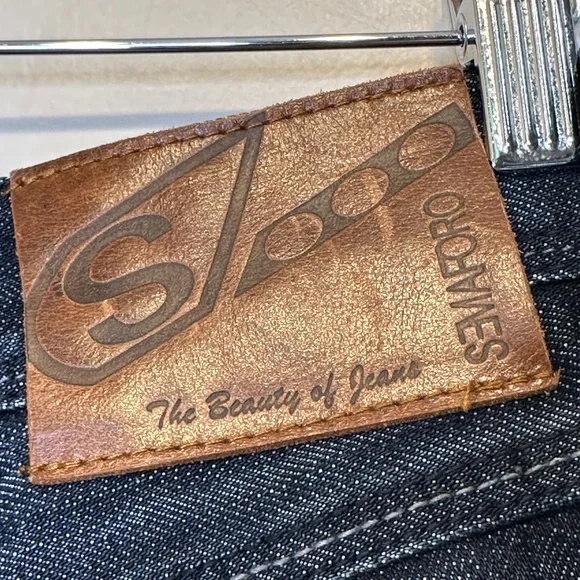 S
SEMAFORO
The Beauty of Jeans